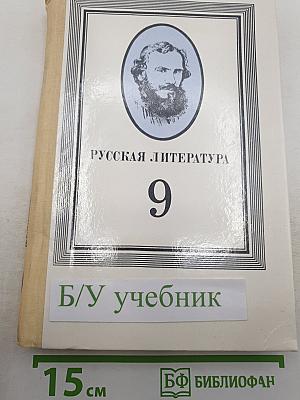 РУССКАЯ ЛИТЕРАТУРА
9
Б/У учебник
15 см
БФ БИБЛИОФАН